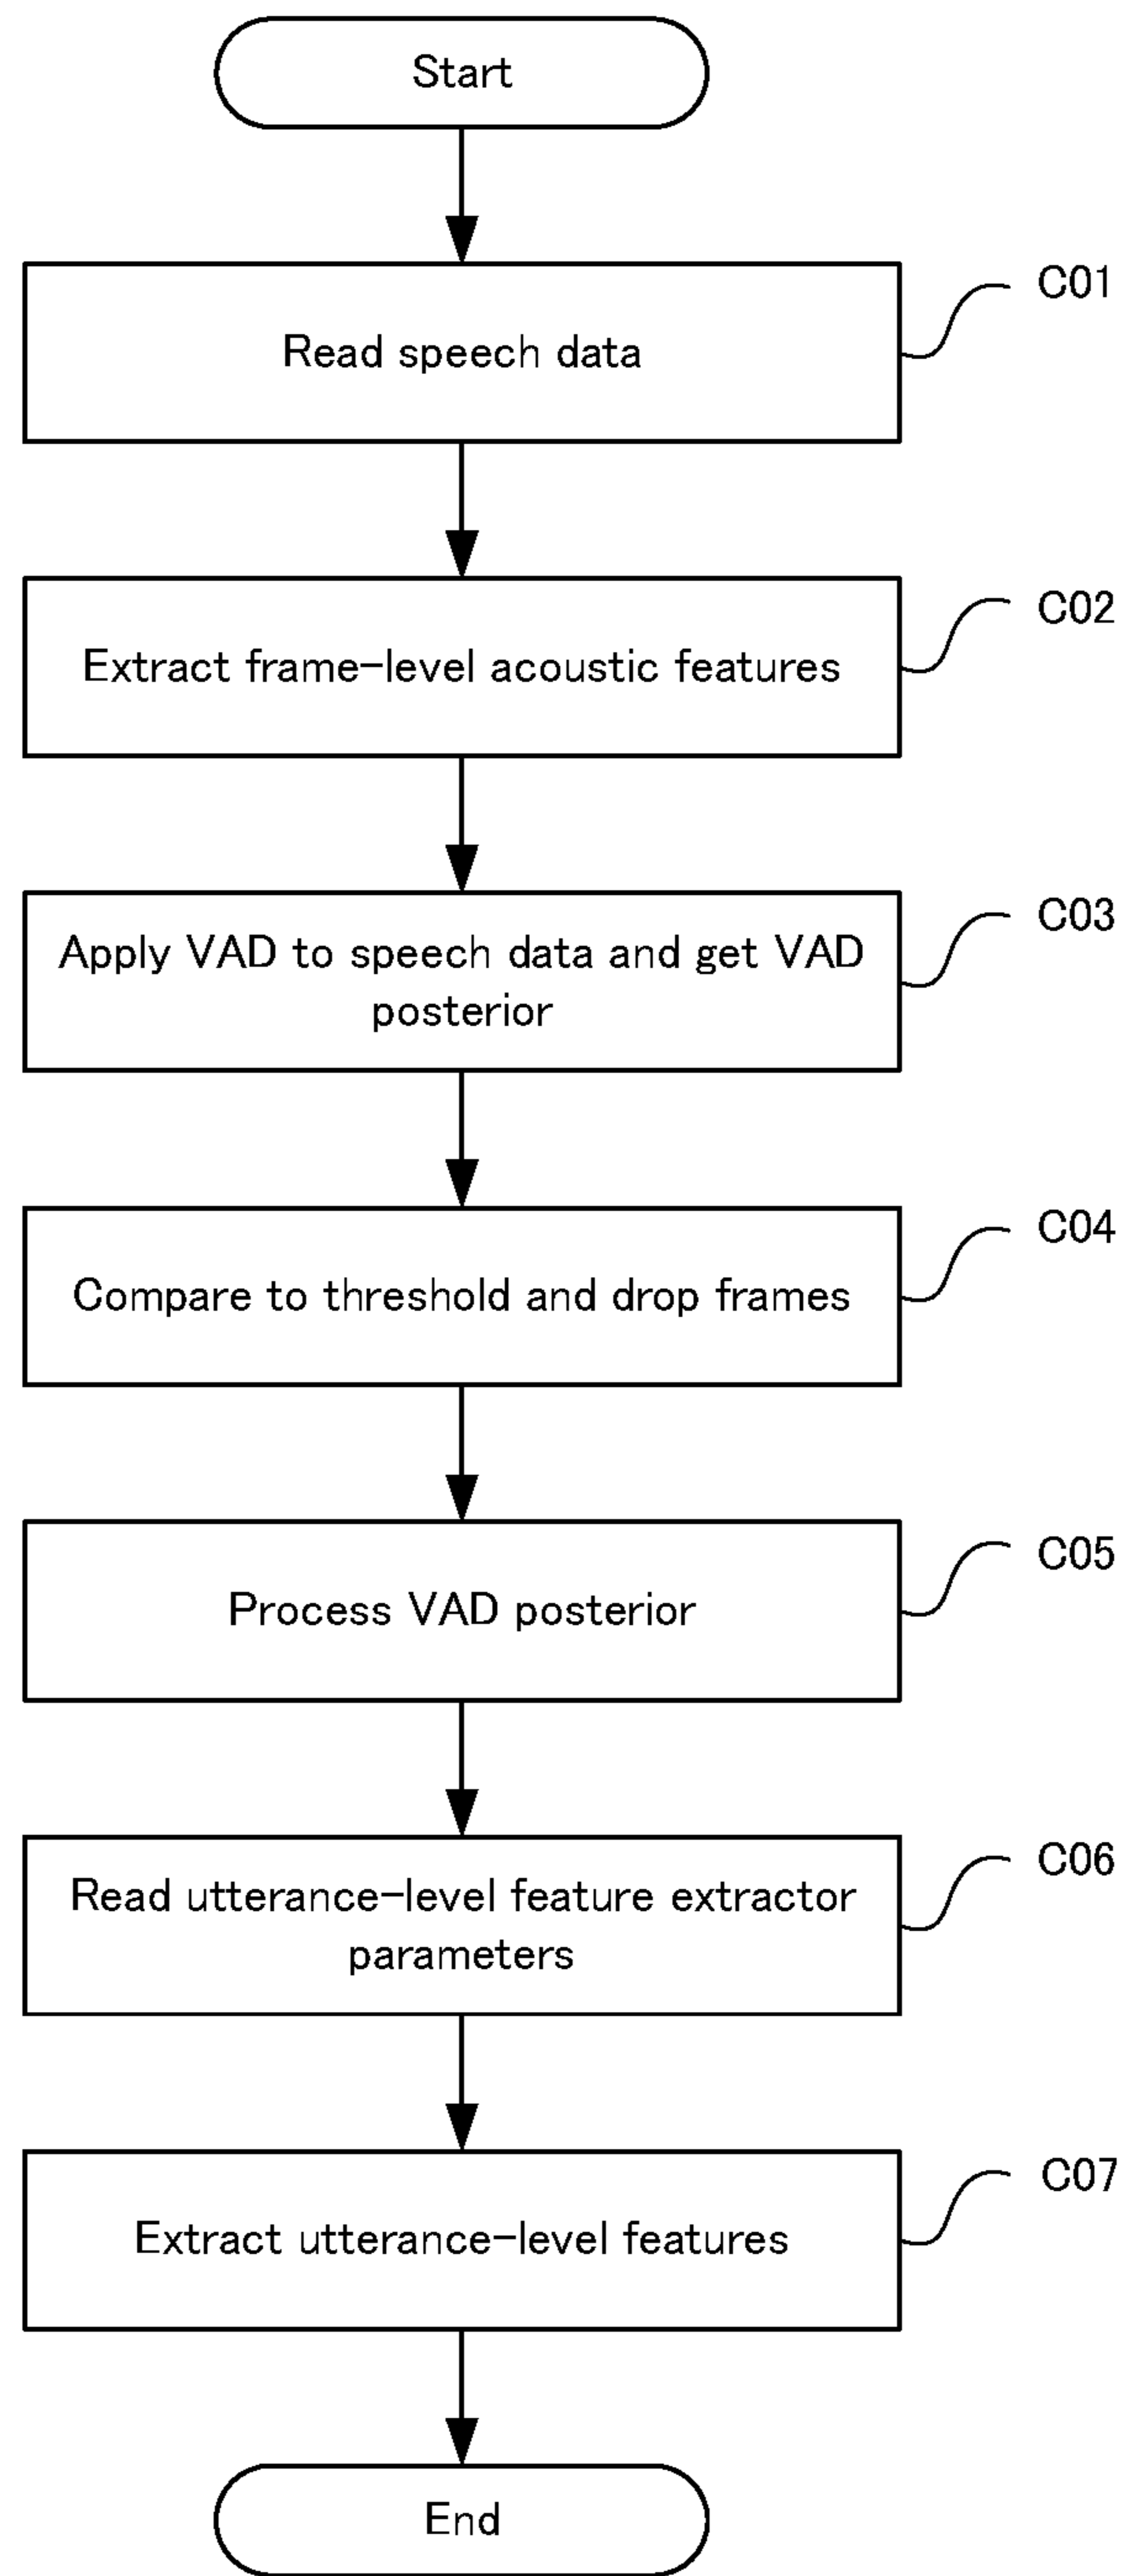 Start
Read speech data
C01
Extract frame-level acoustic features
C02
Apply VAD to speech data and get VAD
posterior
C03
Compare to threshold and drop frames
C04
Process VAD posterior
C05
Read utterance-level feature extractor
parameters
C06
Extract utterance-level features
C07
End